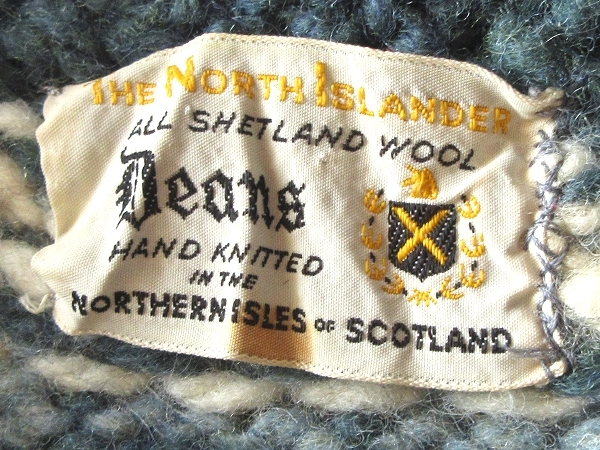 THE NORTH ISLANDER
ALL SHETLAND WOOL
Deans
HAND KNITTED
IN THE
NORTHERN ISLES OF SCOTLAND